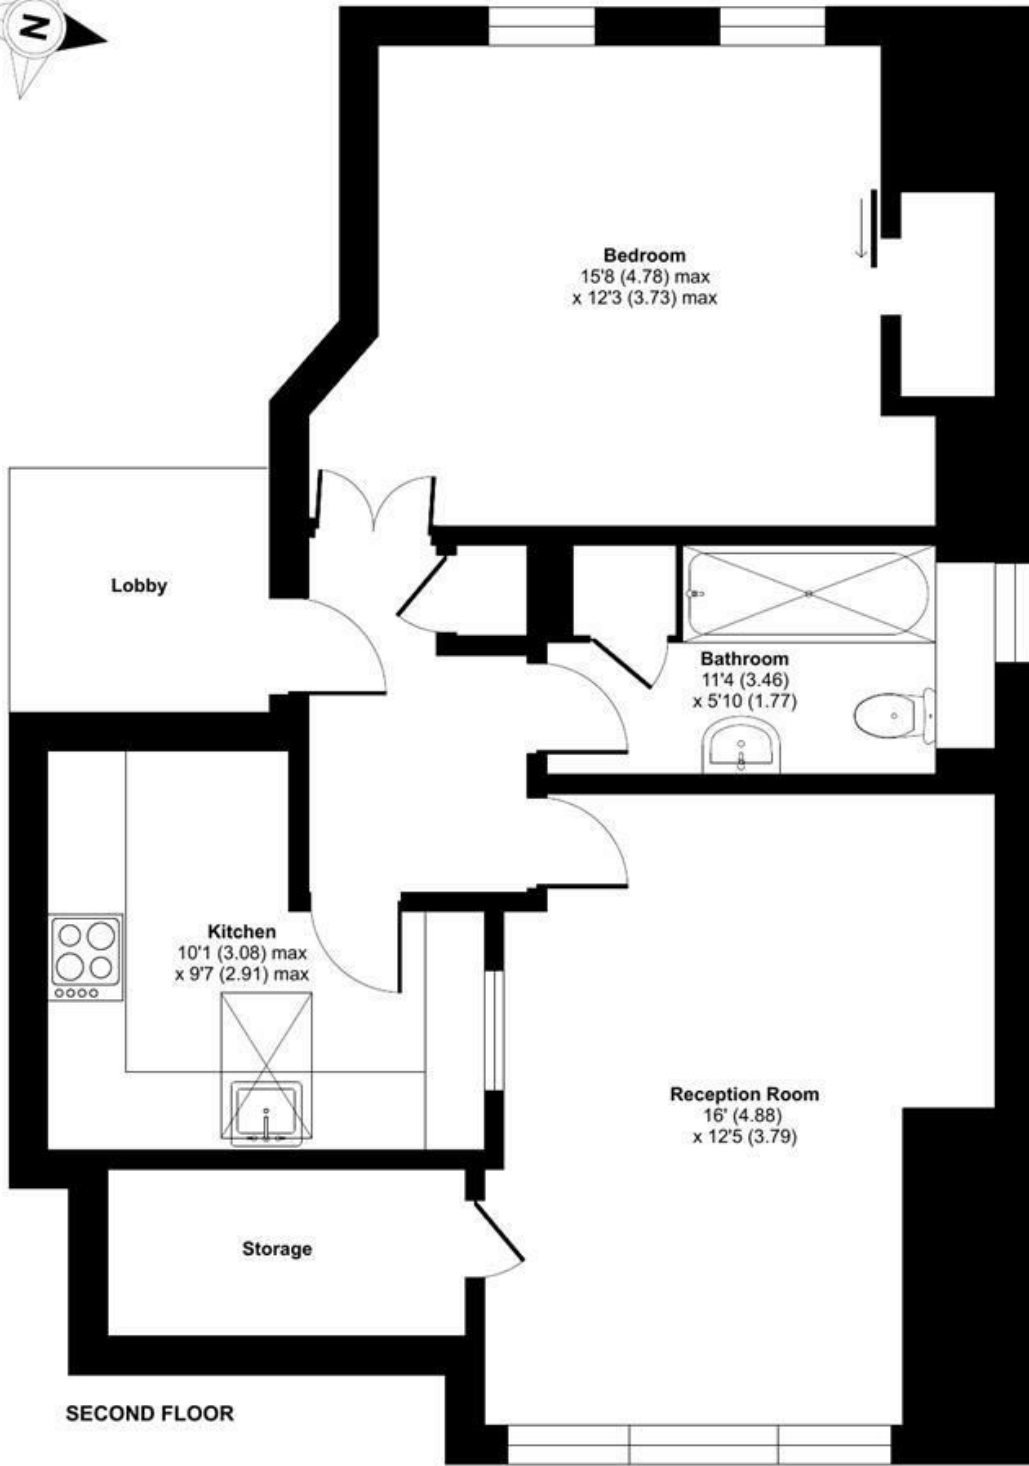 N
Bedroom
15'8 (4.78) max
x 12'3 (3.73) max
Lobby
Bathroom
11'4 (3.46)
x 5'10 (1.77)
Kitchen
10'1 (3.08) max
x 9'7 (2.91) max
Reception Room
16' (4.88)
x 12'5 (3.79)
Storage
SECOND FLOOR